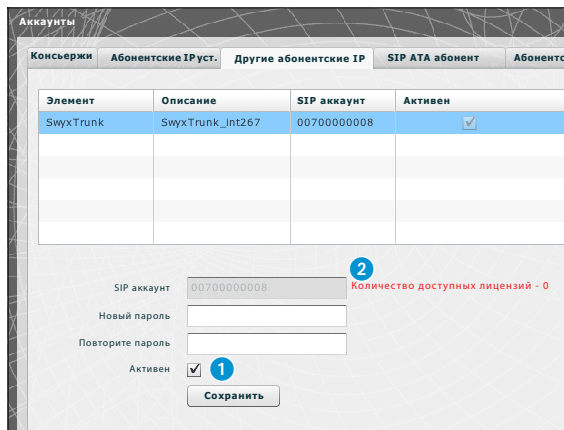 Аккаунты
Консьержи Абонентские IP уст. Другие абонентские IP SIP ATA абонент Абонентс
Элемент Описание SIP аккаунт Активен
SwyxTrunk SwyxTrunk_int267 00700000008
2
SIP аккаунт 00700000008 Количество доступных лицензий - 0
Новый пароль
Повторите пароль
Активен 1
Сохранить